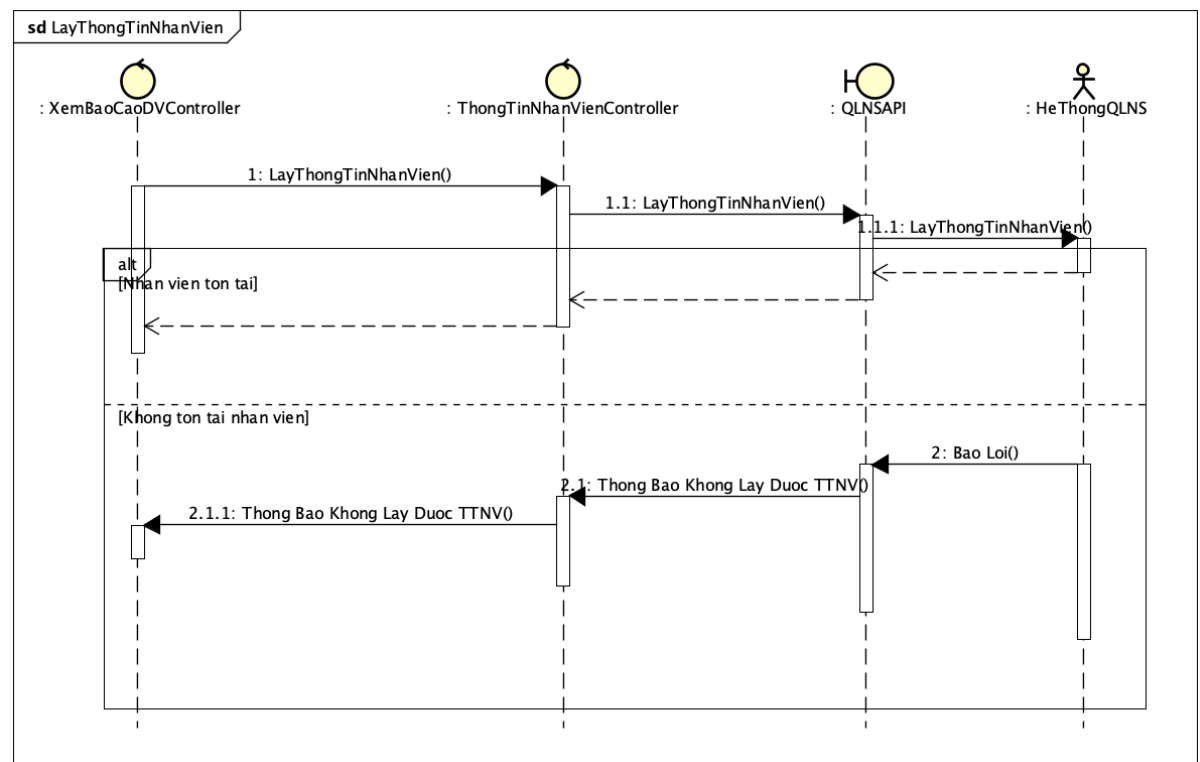 sd LayThongTinNhanVien
: XemBaoCaoDVController
: ThongTinNhanVienController
: QLNSAPI
: HeThongQLNS
1: LayThongTinNhanVien()
1.1: LayThongTinNhanVien()
1.1.1: LayThongTinNhanVien()
alt
[Nhan vien ton tai]
[Khong ton tai nhan vien]
2: Bao Loi()
2.1: Thong Bao Khong Lay Duoc TTNV()
2.1.1: Thong Bao Khong Lay Duoc TTNV()